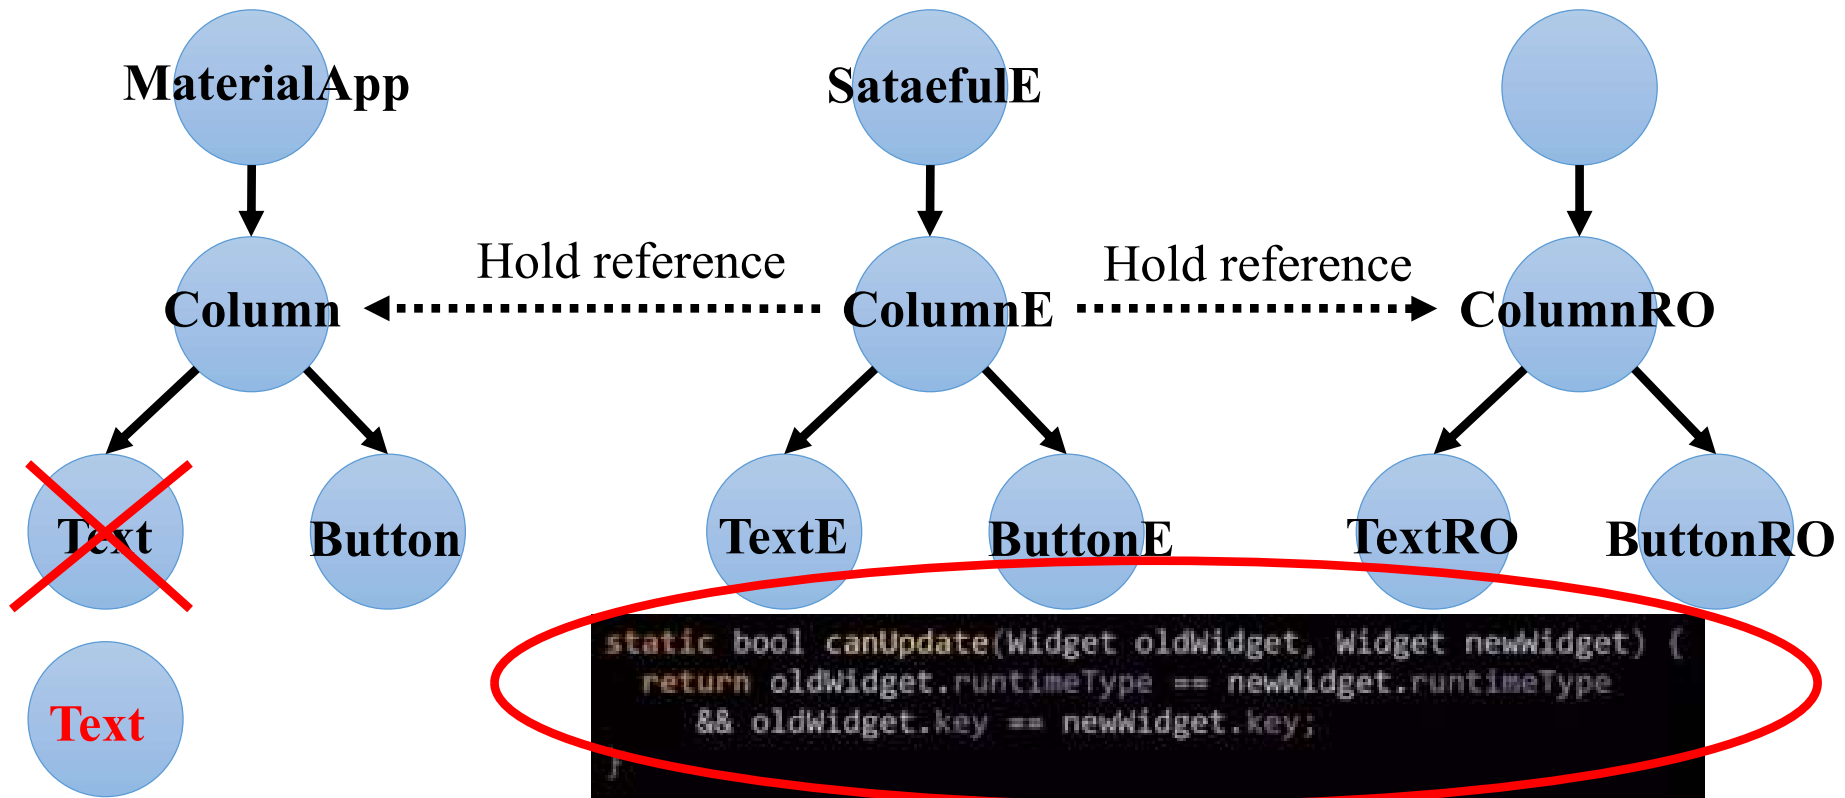 MaterialApp
SataefulE
Hold reference
Hold reference
Column
ColumnE
ColumnRO
Text
Button
TextE
ButtonE
TextRO
ButtonRO
Text
static bool canUpdate(Widget oldWidget, Widget newWidget) {
return oldWidget.runtimeType == newWidget.runtimeType
&& oldWidget.key == newWidget.key;
}